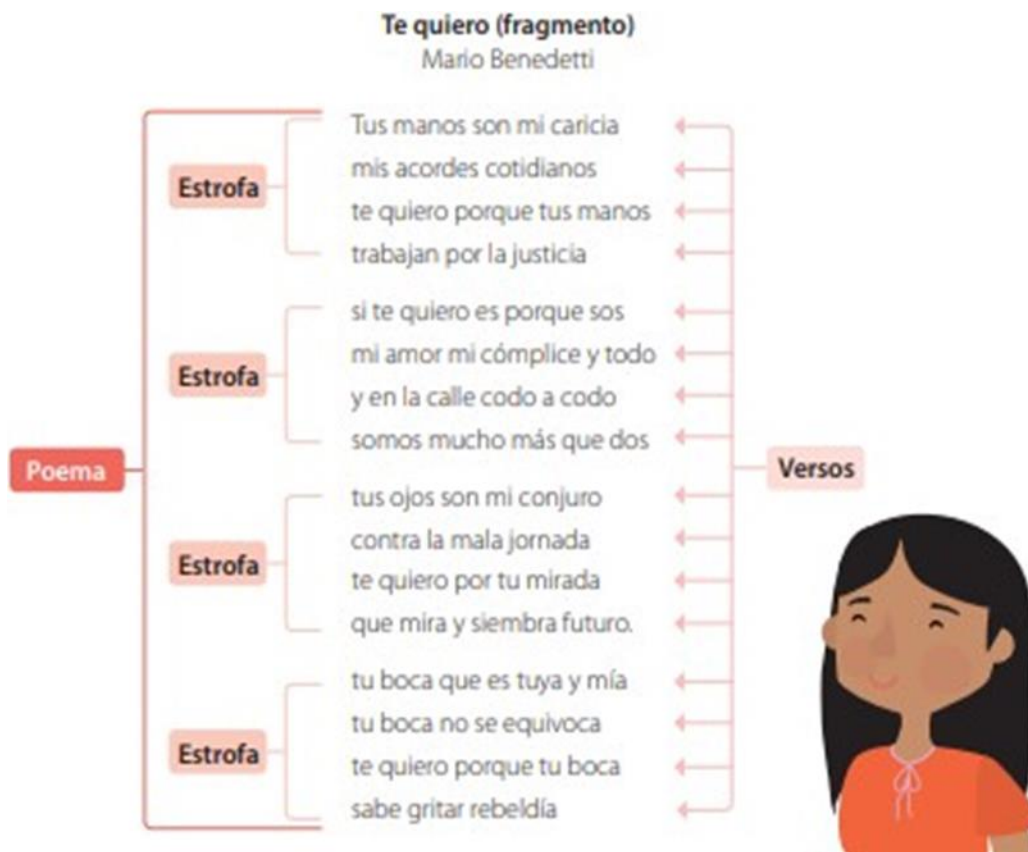 Te quiero (fragmento)
Mario Benedetti
Tus manos son mi caricia
mis acordes cotidianos
te quiero porque tus manos
trabajan por la justicia
Estrofa
si te quiero es porque sos
mi amor mi cómplice y todo
y en la calle codo a codo
somos mucho más que dos
Estrofa
tus ojos son mi conjuro
contra la mala jornada
te quiero por tu mirada
que mira y siembra futuro.
Estrofa
tu boca que es tuya y mía
tu boca no se equivoca
te quiero porque tu boca
sabe gritar rebeldía
Estrofa
Poema
Versos